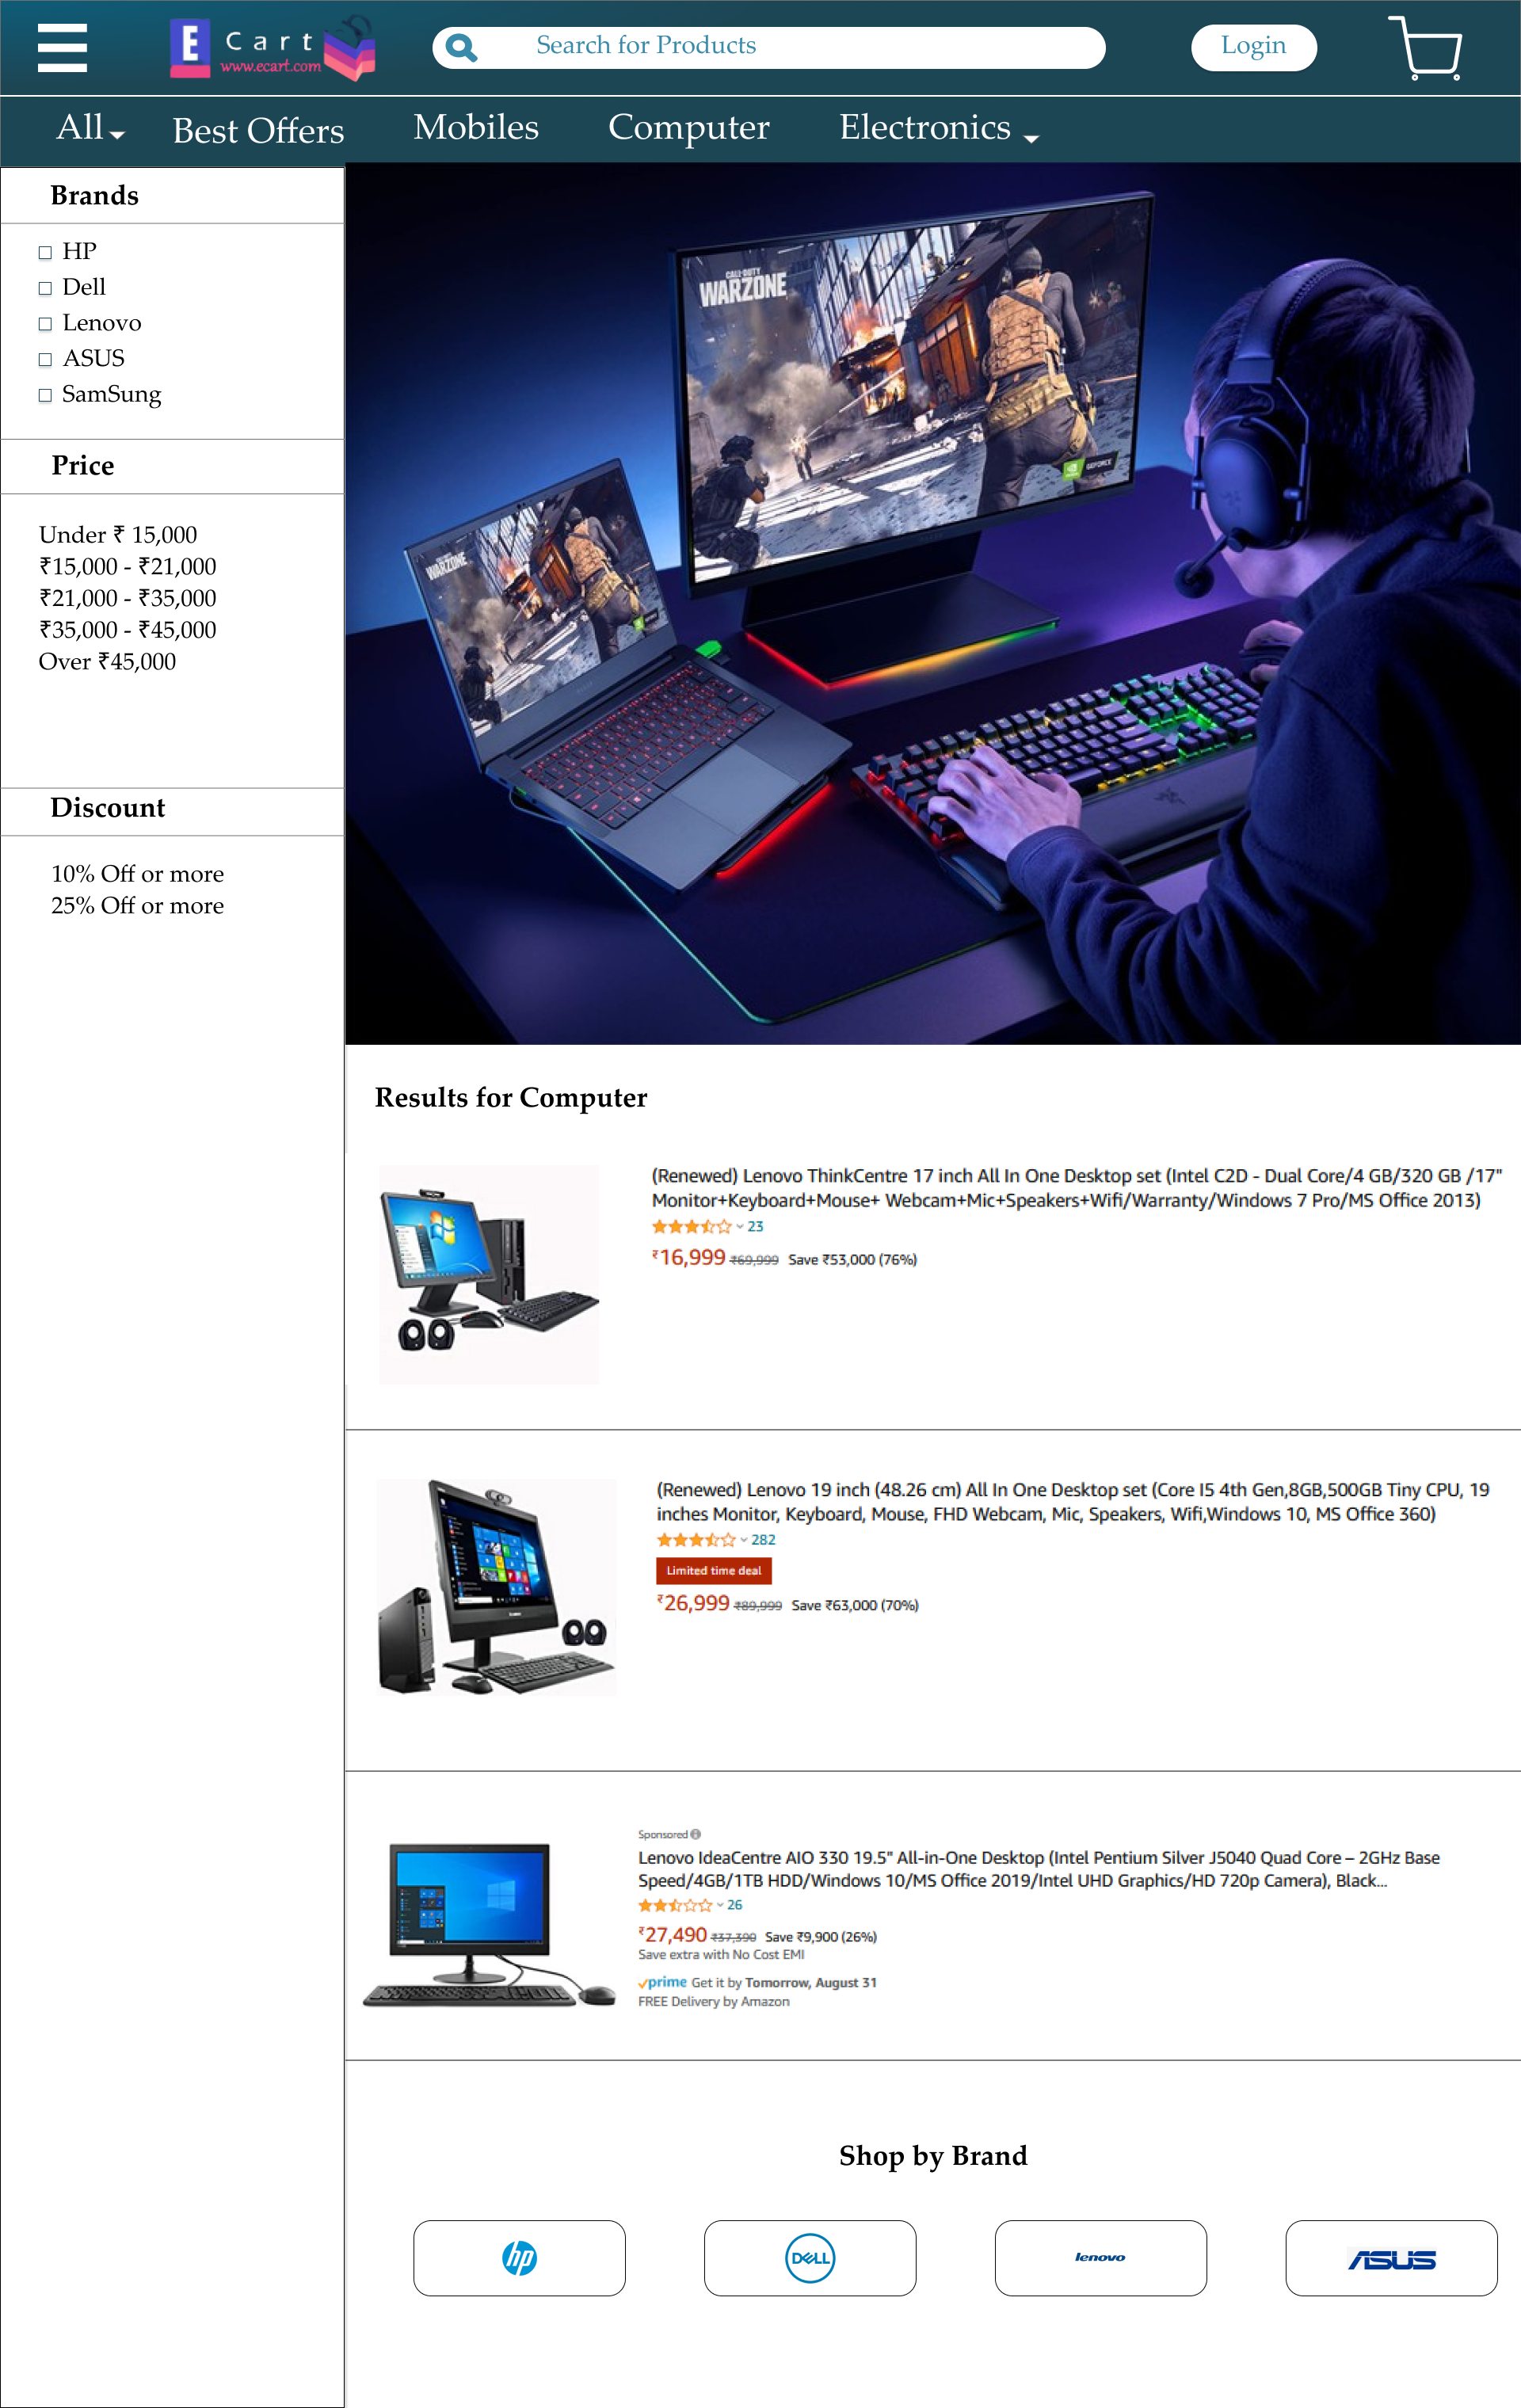 E Cart
www.ecart.com
Search for Products
Login
All
Best Offers
Mobiles
Computer
Electronics
Brands
HP
Dell
Lenovo
ASUS
SamSung
Price
Under ₹ 15,000
₹15,000 - ₹21,000
₹21,000 - ₹35,000
₹35,000 - ₹45,000
Over ₹45,000
Discount
10% Off or more
25% Off or more
CALL OF DUTY
WARZONE
GEFORCE
WARZONE
Results for Computer
(Renewed) Lenovo ThinkCentre 17 inch All In One Desktop set (Intel C2D - Dual Core/4 GB/320 GB /17"
Monitor+Keyboard+Mouse+ Webcam+Mic+Speakers+Wifi/Warranty/Windows 7 Pro/MS Office 2013)
23
₹16,999 ₹69,999 Save ₹53,000 (76%)
(Renewed) Lenovo 19 inch (48.26 cm) All In One Desktop set (Core I5 4th Gen,8GB,500GB Tiny CPU, 19
inches Monitor, Keyboard, Mouse, FHD Webcam, Mic, Speakers, Wifi,Windows 10, MS Office 360)
282
Limited time deal
₹26,999 ₹89,999 Save ₹63,000 (70%)
Sponsored
Lenovo IdeaCentre AIO 330 19.5" All-in-One Desktop (Intel Pentium Silver J5040 Quad Core – 2GHz Base
Speed/4GB/1TB HDD/Windows 10/MS Office 2019/Intel UHD Graphics/HD 720p Camera), Black...
26
₹27,490 ₹37,390 Save ₹9,900 (26%)
Save extra with No Cost EMI
prime Get it by Tomorrow, August 31
FREE Delivery by Amazon
Shop by Brand
hp
DELL
lenovo
ASUS